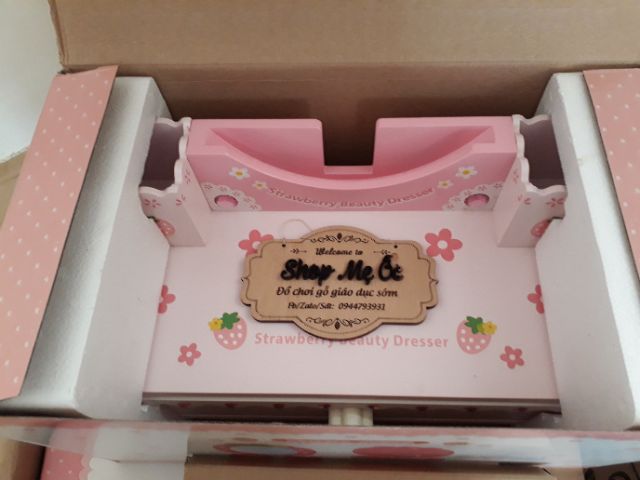 Strawberry Beauty Dresser
Welcome to
Shop Mẹ Ốc
Đồ chơi gỗ giáo dục sớm
Fb/Zalo/Sđt: 0944793931
Strawberry Beauty Dresser